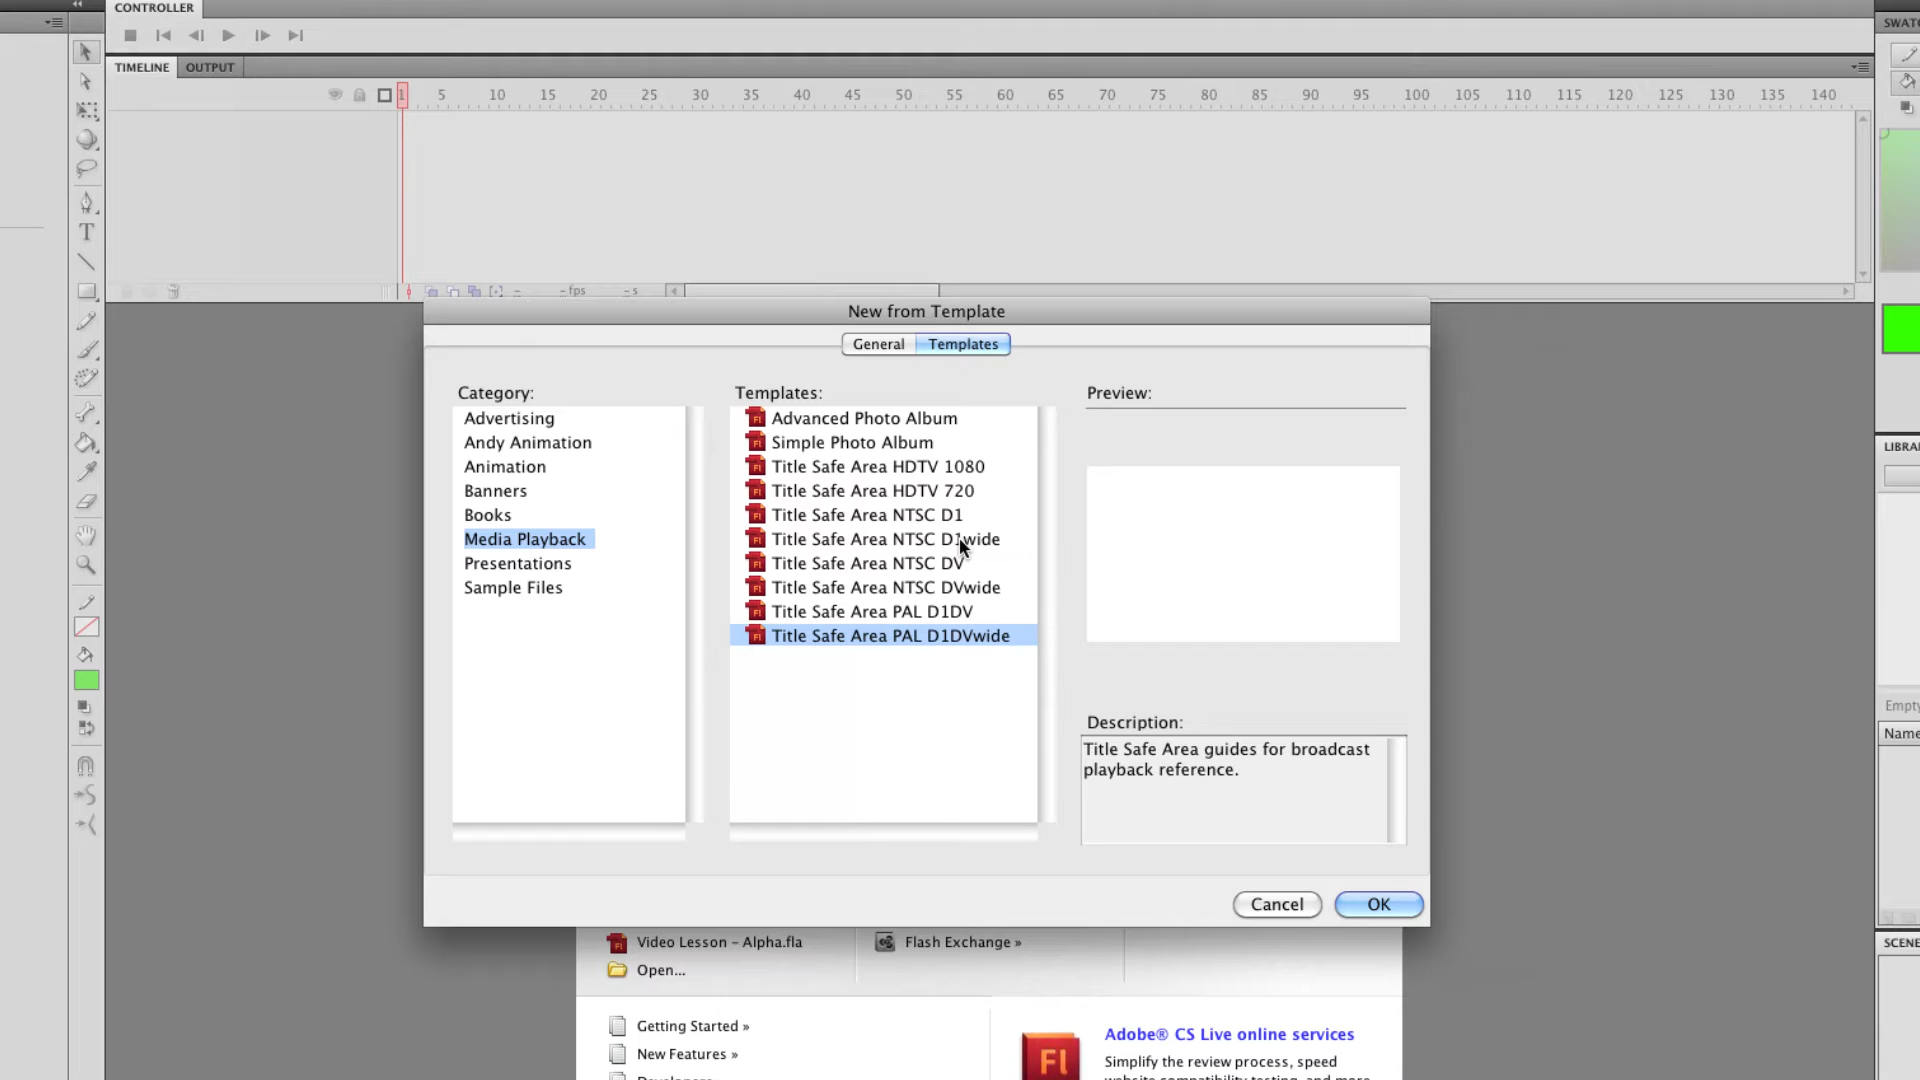 CONTROLLER
SWATC
TIMELINE OUTPUT
1 5 10 15 20 25 30 35 40 45 50 55 60 65 70 75 80 85 90 95 100 105 110 115 120 125 130 135 140
fps
s
New from Template
General Templates
Category:
Advertising
Andy Animation
Animation
Banners
Books
Media Playback
Presentations
Sample Files
Templates:
Advanced Photo Album
Simple Photo Album
Title Safe Area HDTV 1080
Title Safe Area HDTV 720
Title Safe Area NTSC D1
Title Safe Area NTSC D1wide
Title Safe Area NTSC DV
Title Safe Area NTSC DVwide
Title Safe Area PAL D1DV
Title Safe Area PAL D1DVwide
Preview:
Description:
Title Safe Area guides for broadcast
playback reference.
Cancel OK
LIBRA
Empty
Name
SCENE
Video Lesson – Alpha.fla
Flash Exchange »
Open...
Getting Started »
New Features »
Fl
Adobe® CS Live online services
Simplify the review process, speed